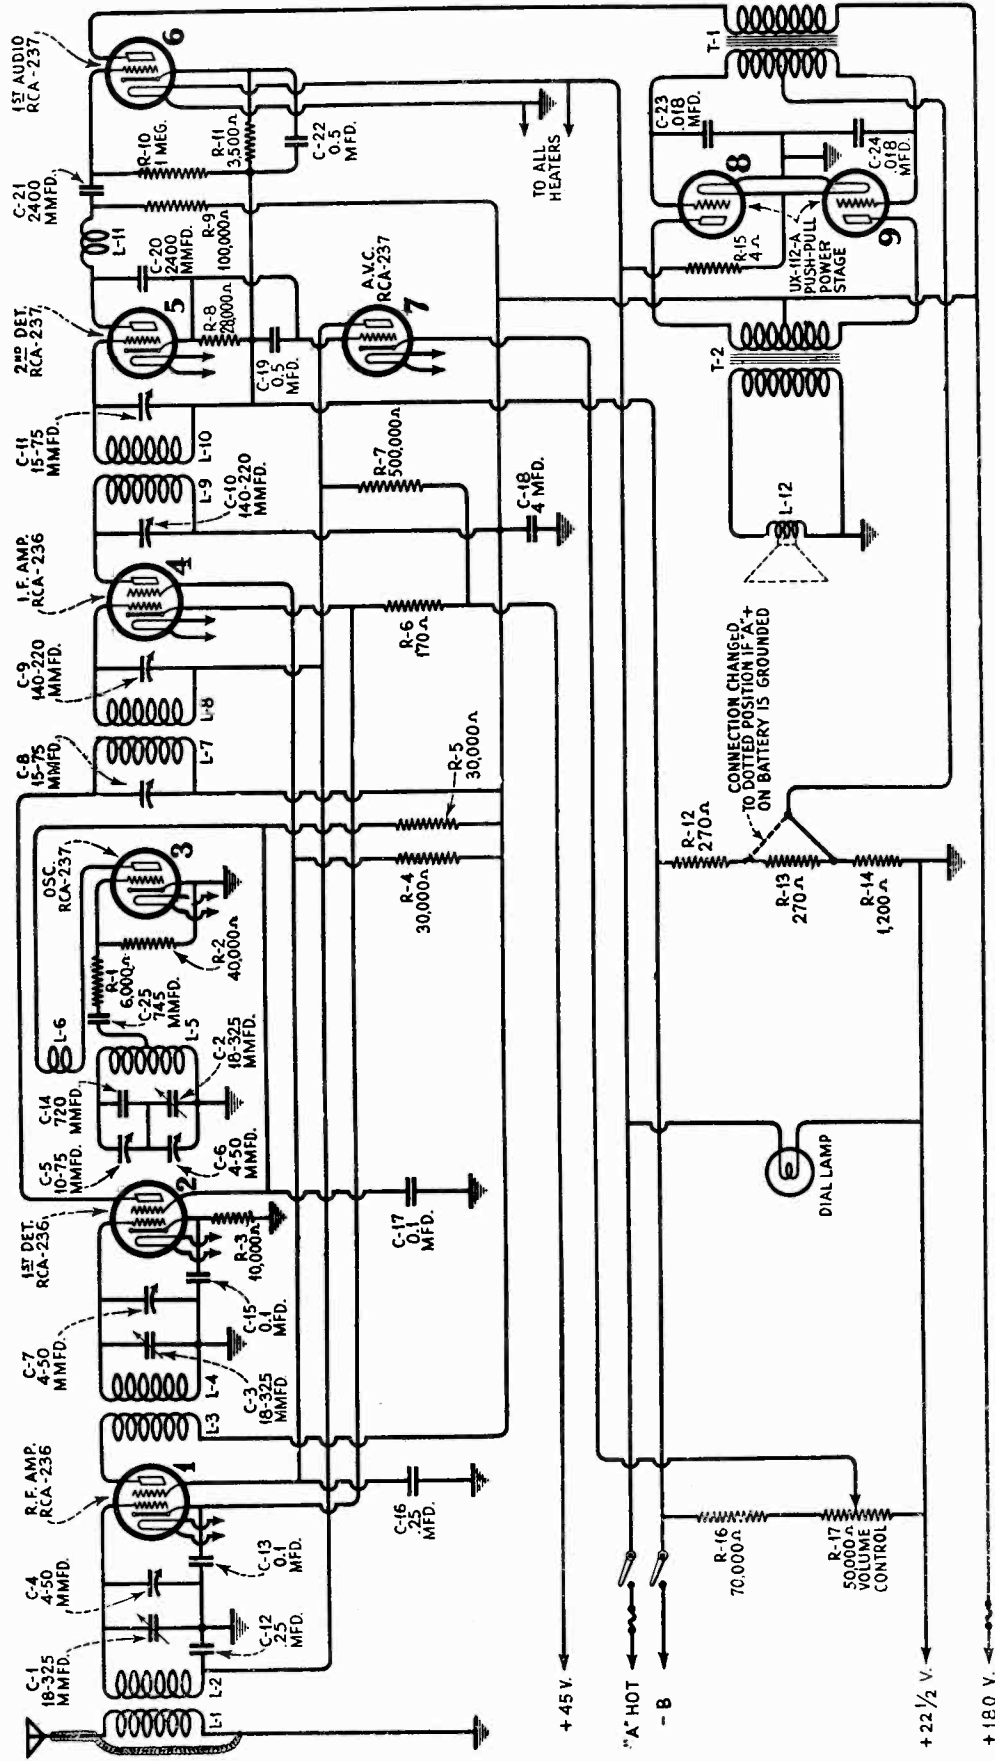 1ST AUDIO
RCA-237
6
C-21
2400
MMFD.
L-11
R-10
1 MEG.
R-11
3,500Ω
C-22
0.5
MFD.
R-9
100,000Ω
C-20
2400
MMFD.
2ND DET.
RCA-237
5
R-8
28,000Ω
C-19
0.5
MFD.
A.V.C.
RCA-237
7
TO ALL
HEATERS
C-11
15-75
MMFD.
L-10
L-9
C-10
140-220
MMFD.
R-7
500,000Ω
C-18
4 MFD.
I.F. AMP.
RCA-236
4
C-9
140-220
MMFD.
L-8
L-7
R-6
170Ω
C-8
15-75
MMFD.
R-5
30,000Ω
R-4
30,000Ω
OSC.
RCA-237
3
R-1
6,000Ω
R-2
40,000Ω
C-25
745
MMFD.
L-6
L-5
C-14
720
MMFD.
C-2
18-325
MMFD.
C-5
10-75
MMFD.
C-6
4-50
MMFD.
1ST DET.
RCA-236
2
R-3
10,000Ω
C-17
0.1
MFD.
C-15
0.1
MFD.
C-7
4-50
MMFD.
C-3
18-325
MMFD.
L-4
L-3
R.F. AMP.
RCA-236
1
C-16
.25
MFD.
C-13
0.1
MFD.
C-4
4-50
MMFD.
C-12
.25
MFD.
C-1
18-325
MMFD.
L-2
L-1
T-1
C-23
.018
MFD.
C-24
.018
MFD.
8
9
R-15
4Ω
UX-112-A
PUSH-PULL
POWER
STAGE
T-2
L-12
CONNECTION CHANGED
TO DOTTED POSITION IF "A"+
ON BATTERY IS GROUNDED
R-12
270Ω
R-13
270Ω
R-14
1,200Ω
DIAL LAMP
R-16
70,000Ω
R-17
50,000Ω
VOLUME
CONTROL
+45 V.
"A" HOT
- B
+22 1/2 V.
+180 V.